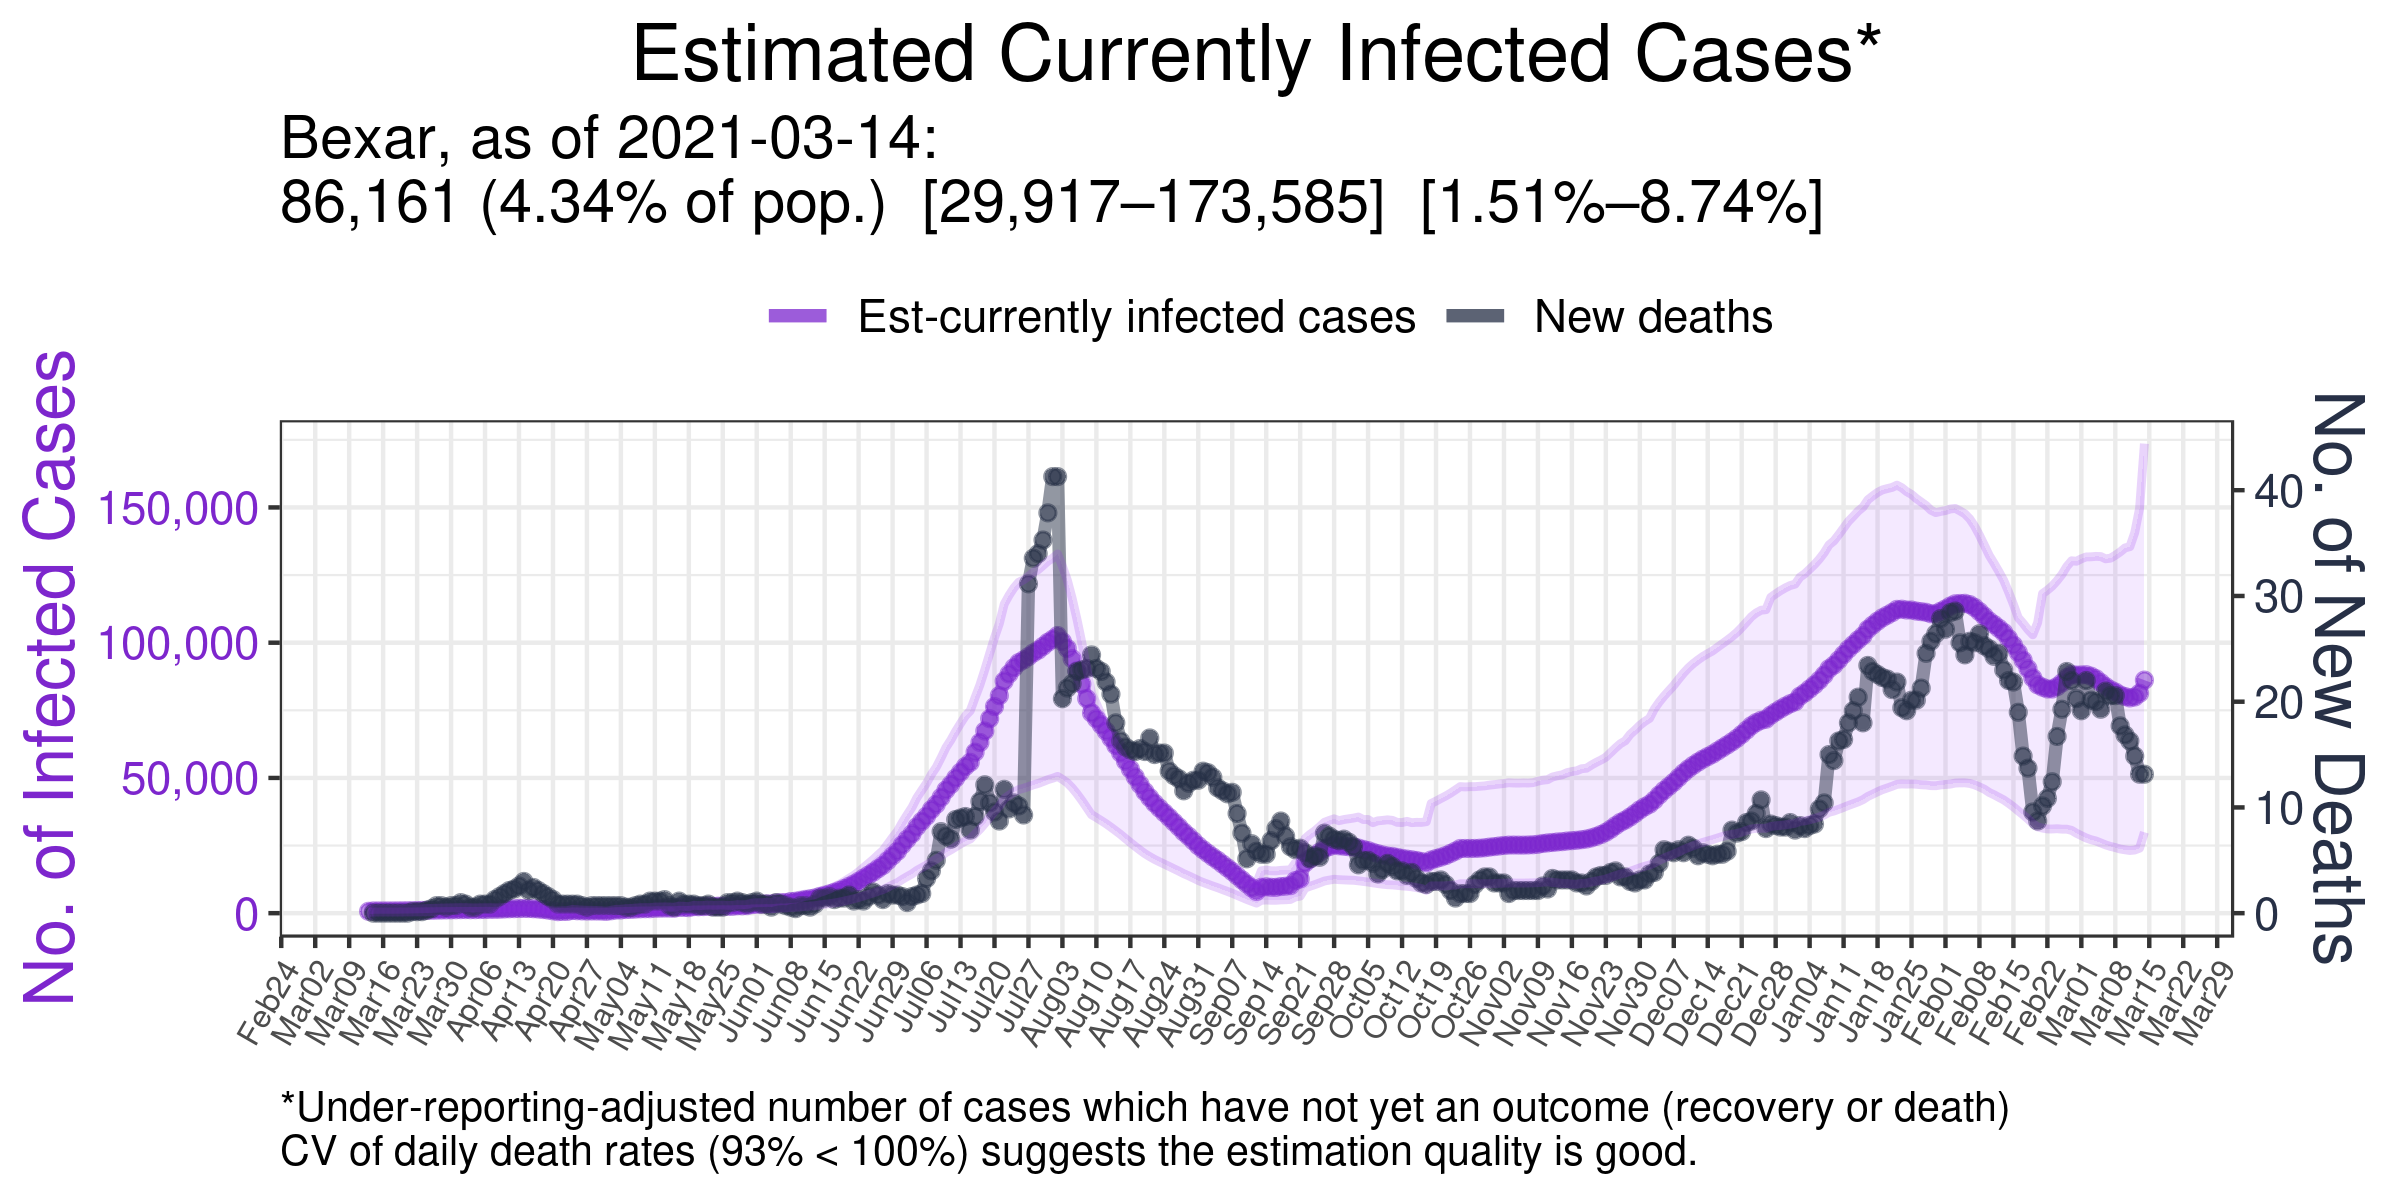 Estimated Currently Infected Cases*
Bexar, as of 2021-03-14:
86,161 (4.34% of pop.) [29,917–173,585] [1.51%–8.74%]
Est-currently infected cases
New deaths
No. of Infected Cases
150,000
100,000
50,000
0
40
30
20
10
0
No. of New Deaths
Feb24
Mar02
Mar09
Mar16
Mar23
Mar30
Apr06
Apr13
Apr20
Apr27
May04
May11
May18
May25
Jun01
Jun08
Jun15
Jun22
Jun29
Jul06
Jul13
Jul20
Jul27
Aug03
Aug10
Aug17
Aug24
Aug31
Sep07
Sep14
Sep21
Sep28
Oct05
Oct12
Oct19
Oct26
Nov02
Nov09
Nov16
Nov23
Nov30
Dec07
Dec14
Dec21
Dec28
Jan04
Jan11
Jan18
Jan25
Feb01
Feb08
Feb15
Feb22
Mar01
Mar08
Mar15
Mar22
Mar29
*Under-reporting-adjusted number of cases which have not yet an outcome (recovery or death)
CV of daily death rates (93% < 100%) suggests the estimation quality is good.